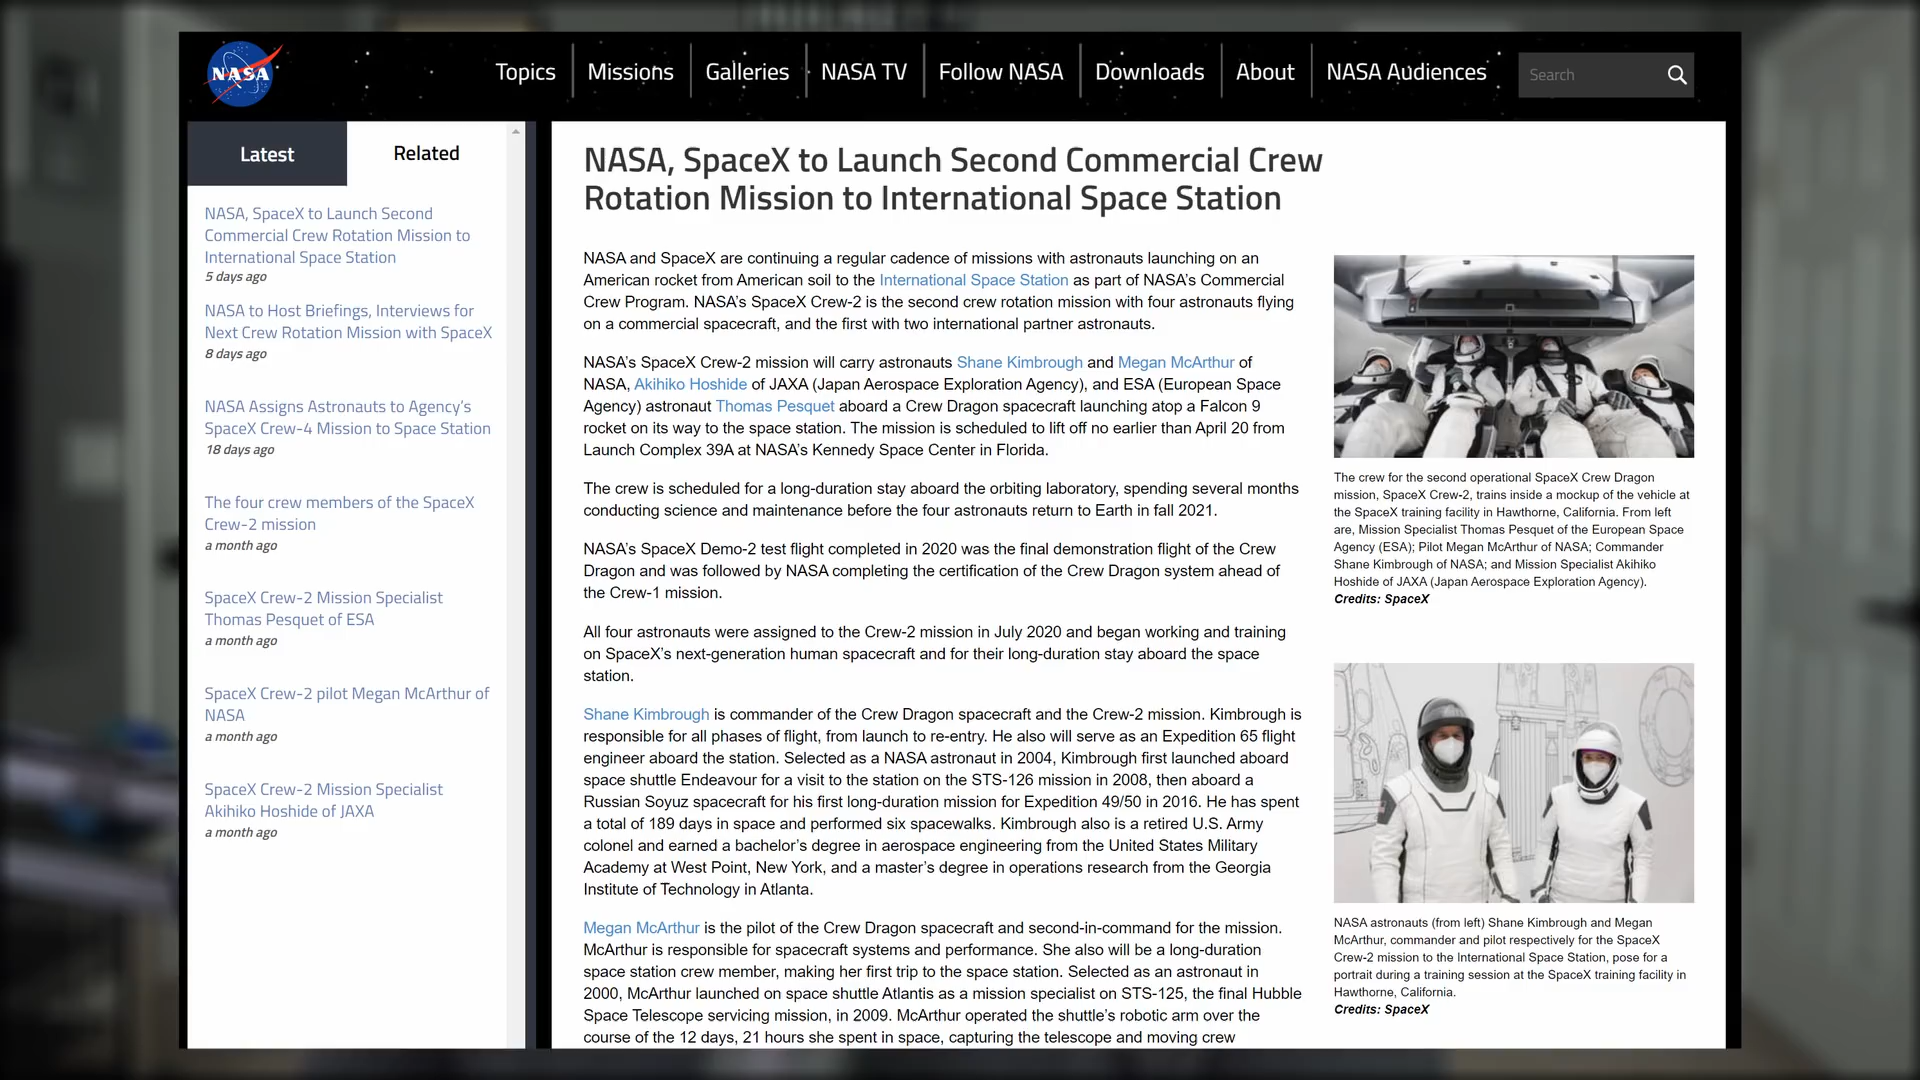 NASA
Topics
Missions
Galleries
NASA TV
Follow NASA
Downloads
About
NASA Audiences
Search
Latest
Related
NASA, SpaceX to Launch Second
Commercial Crew Rotation Mission to
International Space Station
5 days ago
NASA to Host Briefings, Interviews for
Next Crew Rotation Mission with SpaceX
8 days ago
NASA Assigns Astronauts to Agency's
SpaceX Crew-4 Mission to Space Station
18 days ago
The four crew members of the SpaceX
Crew-2 mission
a month ago
SpaceX Crew-2 Mission Specialist
Thomas Pesquet of ESA
a month ago
SpaceX Crew-2 pilot Megan McArthur of
NASA
a month ago
SpaceX Crew-2 Mission Specialist
Akihiko Hoshide of JAXA
a month ago
NASA, SpaceX to Launch Second Commercial Crew
Rotation Mission to International Space Station
NASA and SpaceX are continuing a regular cadence of missions with astronauts launching on an
American rocket from American soil to the International Space Station as part of NASA's Commercial
Crew Program. NASA's SpaceX Crew-2 is the second crew rotation mission with four astronauts flying
on a commercial spacecraft, and the first with two international partner astronauts.
NASA's SpaceX Crew-2 mission will carry astronauts Shane Kimbrough and Megan McArthur of
NASA, Akihiko Hoshide of JAXA (Japan Aerospace Exploration Agency), and ESA (European Space
Agency) astronaut Thomas Pesquet aboard a Crew Dragon spacecraft launching atop a Falcon 9
rocket on its way to the space station. The mission is scheduled to lift off no earlier than April 20 from
Launch Complex 39A at NASA's Kennedy Space Center in Florida.
The crew is scheduled for a long-duration stay aboard the orbiting laboratory, spending several months
conducting science and maintenance before the four astronauts return to Earth in fall 2021.
NASA's SpaceX Demo-2 test flight completed in 2020 was the final demonstration flight of the Crew
Dragon and was followed by NASA completing the certification of the Crew Dragon system ahead of
the Crew-1 mission.
All four astronauts were assigned to the Crew-2 mission in July 2020 and began working and training
on SpaceX's next-generation human spacecraft and for their long-duration stay aboard the space
station.
Shane Kimbrough is commander of the Crew Dragon spacecraft and the Crew-2 mission. Kimbrough is
responsible for all phases of flight, from launch to re-entry. He also will serve as an Expedition 65 flight
engineer aboard the station. Selected as a NASA astronaut in 2004, Kimbrough first launched aboard
space shuttle Endeavour for a visit to the station on the STS-126 mission in 2008, then aboard a
Russian Soyuz spacecraft for his first long-duration mission for Expedition 49/50 in 2016. He has spent
a total of 189 days in space and performed six spacewalks. Kimbrough also is a retired U.S. Army
colonel and earned a bachelor's degree in aerospace engineering from the United States Military
Academy at West Point, New York, and a master's degree in operations research from the Georgia
Institute of Technology in Atlanta.
Megan McArthur is the pilot of the Crew Dragon spacecraft and second-in-command for the mission.
McArthur is responsible for spacecraft systems and performance. She also will be a long-duration
space station crew member, making her first trip to the space station. Selected as an astronaut in
2000, McArthur launched on space shuttle Atlantis as a mission specialist on STS-125, the final Hubble
Space Telescope servicing mission, in 2009. McArthur operated the shuttle's robotic arm over the
course of the 12 days, 21 hours she spent in space, capturing the telescope and moving crew
The crew for the second operational SpaceX Crew Dragon
mission, SpaceX Crew-2, trains inside a mockup of the vehicle at
the SpaceX training facility in Hawthorne, California. From left
are, Mission Specialist Thomas Pesquet of the European Space
Agency (ESA); Pilot Megan McArthur of NASA; Commander
Shane Kimbrough of NASA; and Mission Specialist Akihiko
Hoshide of JAXA (Japan Aerospace Exploration Agency).
Credits: SpaceX
NASA astronauts (from left) Shane Kimbrough and Megan
McArthur, commander and pilot respectively for the SpaceX
Crew-2 mission to the International Space Station, pose for a
portrait during a training session at the SpaceX training facility in
Hawthorne, California.
Credits: SpaceX